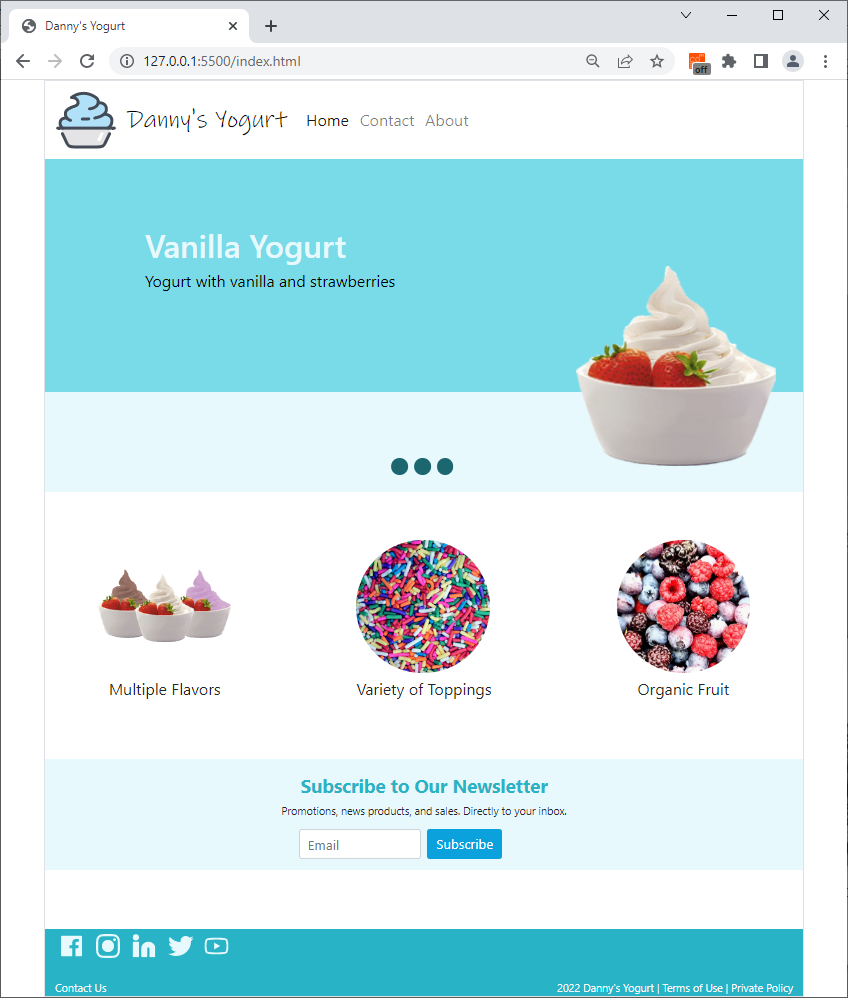 Danny's Yogurt
127.0.0.1:5500/index.html
off
Danny's Yogurt Home Contact About
Vanilla Yogurt
Yogurt with vanilla and strawberries
Multiple Flavors Variety of Toppings Organic Fruit
Subscribe to Our Newsletter
Promotions, news products, and sales. Directly to your inbox.
Email Subscribe
Contact Us 2022 Danny's Yogurt | Terms of Use | Private Policy